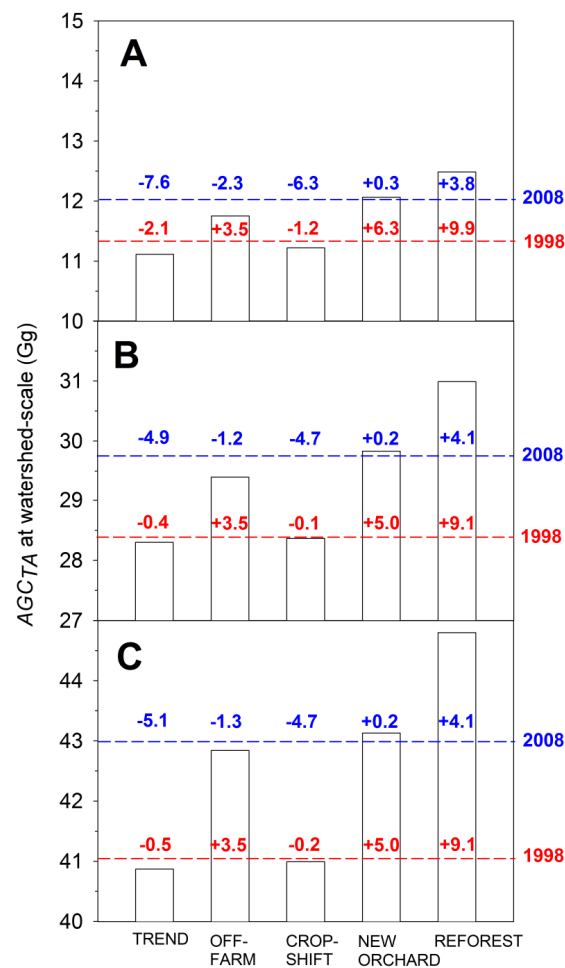 15
A
14
13
-7.6 -2.3 -6.3 +0.3 +3.8
12 2008
-2.1 +3.5 -1.2 +6.3 +9.9
1998
11
10
B
31
-4.9 -1.2 -4.7 +0.2 +4.1
30
2008
29
-0.4 +3.5 -0.1 +5.0 +9.1
1998
28
27
C
44
-5.1 -1.3 -4.7 +0.2 +4.1
43 2008
42
-0.5 +3.5 -0.2 +5.0 +9.1
1998
41
40
AGCTA at watershed-scale (Gg)
TREND OFF- CROP- NEW REFOREST
FARM SHIFT ORCHARD